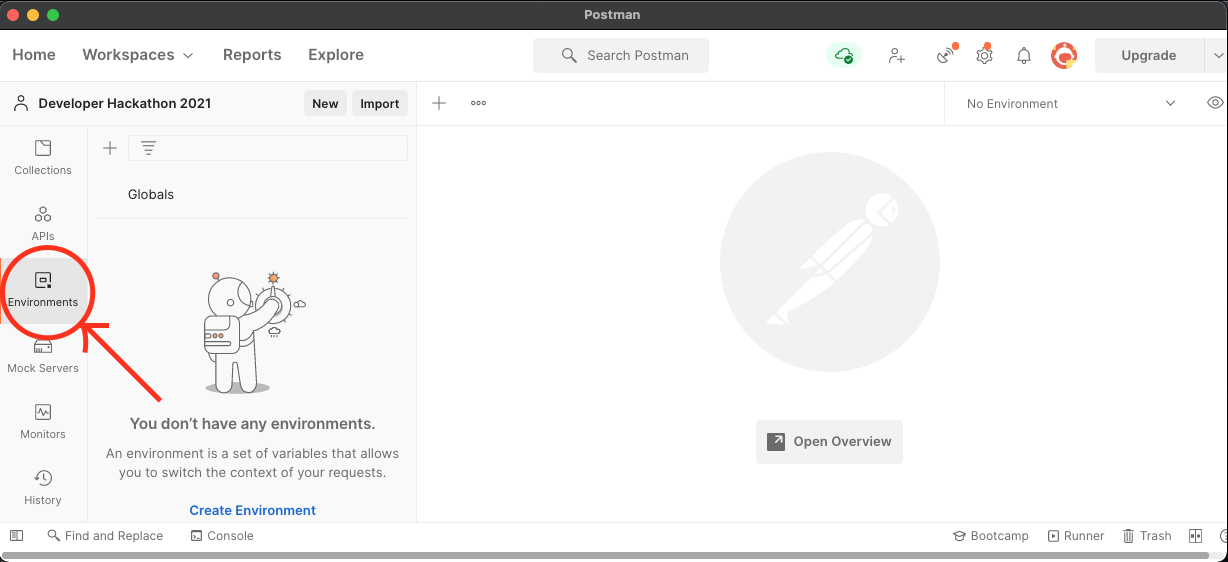 Postman
Home Workspaces Reports Explore Search Postman Upgrade
Developer Hackathon 2021 New Import No Environment
Collections
Globals
APIs
Environments
Mock Servers
Monitors
History
You don’t have any environments.
An environment is a set of variables that allows
you to switch the context of your requests.
Create Environment
Open Overview
Find and Replace Console Bootcamp Runner Trash